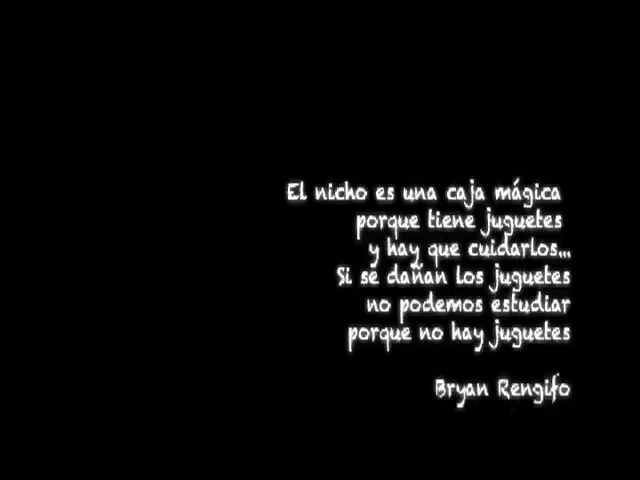 El nicho es una caja mágica
porque tiene juguetes
y hay que cuidarlos...
Si se dañan los juguetes
no podemos estudiar
porque no hay juguetes
Bryan Rengifo